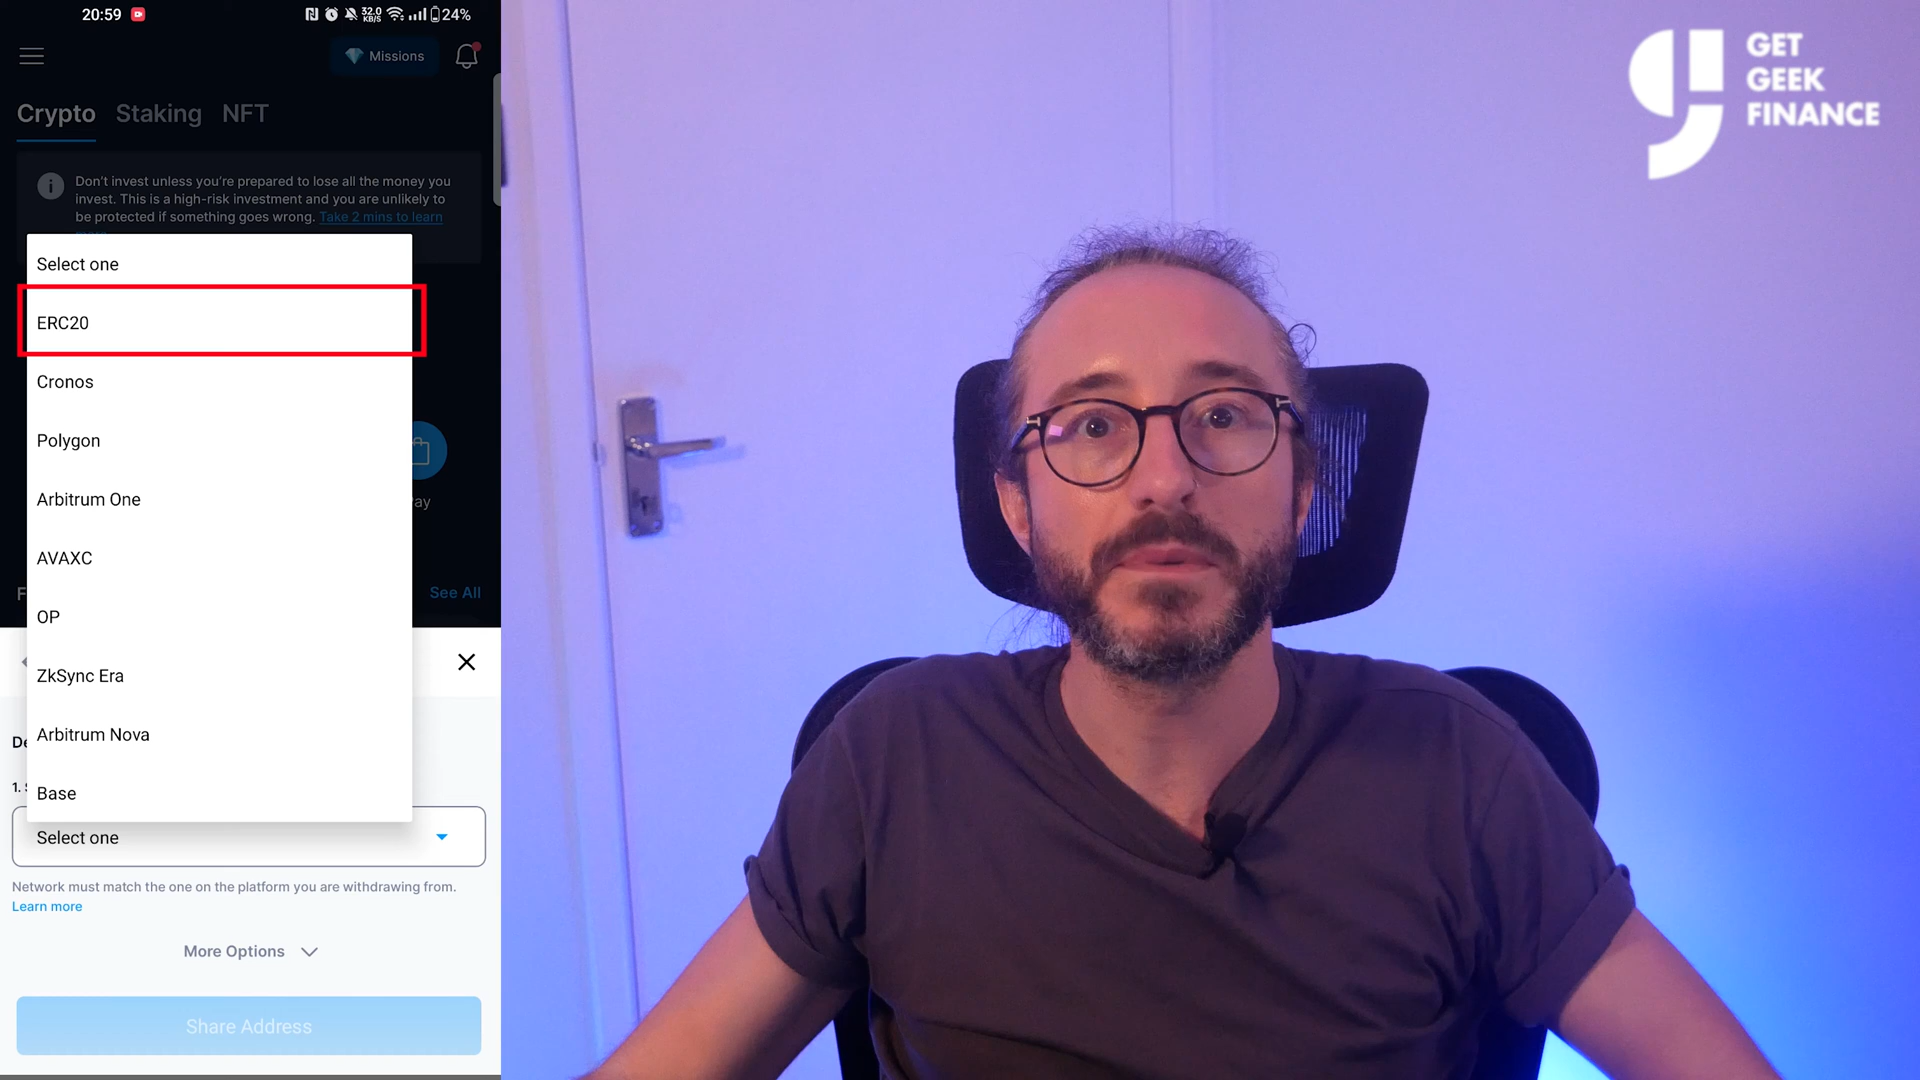 20:59
32.0
KB/S
24%
Missions
Crypto Staking NFT
Don't invest unless you're prepared to lose all the money you
invest. This is a high-risk investment and you are unlikely to
be protected if something goes wrong. Take 2 mins to learn
Select one
ERC20
Cronos
Polygon
Arbitrum One
AVAXC
OP
ZkSync Era
Arbitrum Nova
Base
See All
1.
Select one
Network must match the one on the platform you are withdrawing from.
Learn more
More Options
Share Address
GET
GEEK
FINANCE